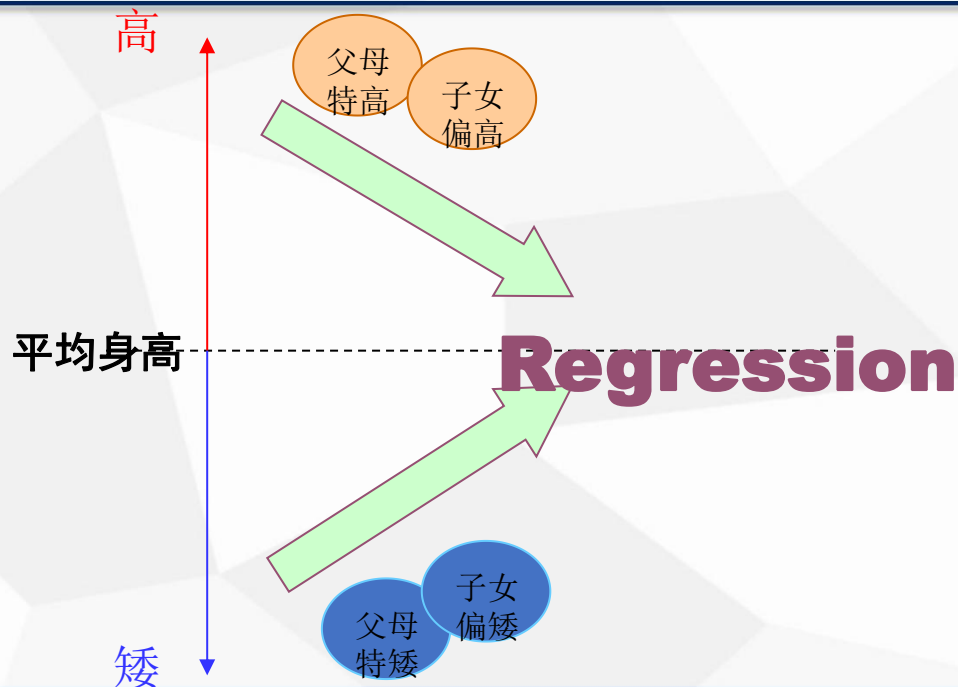 高
父母
特高
子女
偏高
平均身高
Regression
子女
偏矮
父母
特矮
矮